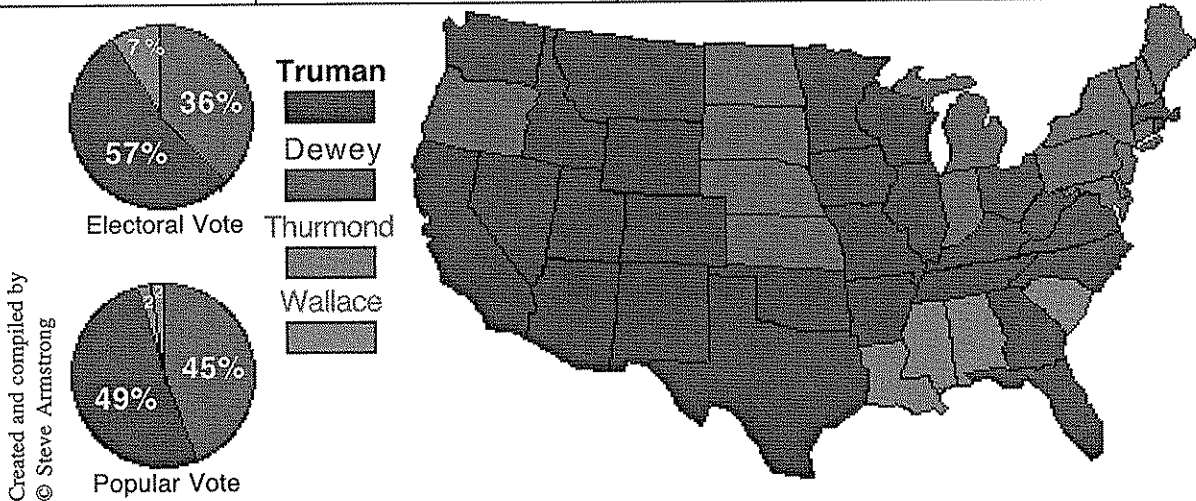 7 %
36%
57%
Electoral Vote
Truman
Dewey
Thurmond
Wallace
2
45%
49%
Popular Vote
Created and compiled by
© Steve Armstrong